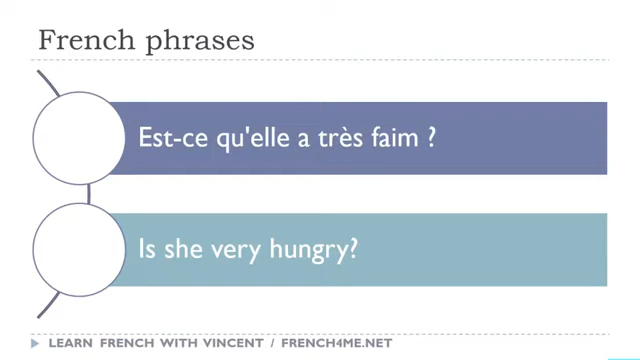 French phrases
Est-ce qu'elle a très faim ?
Is she very hungry?
LEARN FRENCH WITH VINCENT / FRENCH4ME.NET